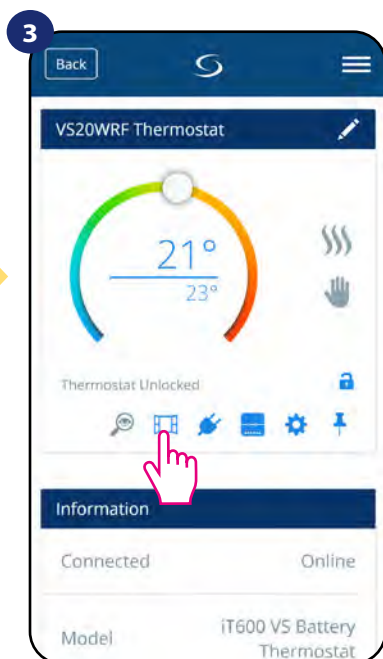 3
Back
VS20WRF Thermostat
21°
23°
Thermostat Unlocked
Information
Connected Online
Model iT600 VS Battery
Thermostat